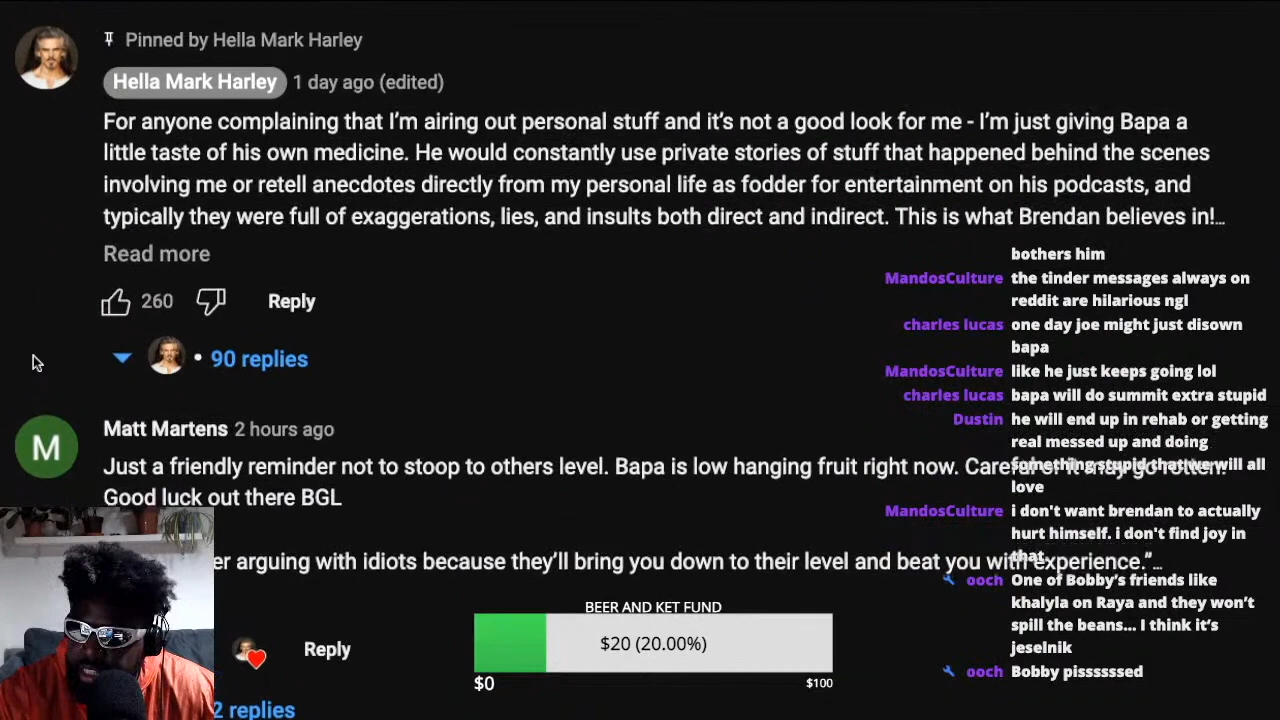 Pinned by Hella Mark Harley
Hella Mark Harley 1 day ago (edited)
For anyone complaining that I'm airing out personal stuff and it's not a good look for me - I'm just giving Bapa a
little taste of his own medicine. He would constantly use private stories of stuff that happened behind the scenes
involving me or retell anecdotes directly from my personal life as fodder for entertainment on his podcasts, and
typically they were full of exaggerations, lies, and insults both direct and indirect. This is what Brendan believes in!...
Read more
260 Reply
90 replies
M
Matt Martens 2 hours ago
Just a friendly reminder not to stoop to others level. Bapa is low hanging fruit right now. Careful or it may go rotten.
Good luck out there BGL
er arguing with idiots because they'll bring you down to their level and beat you with experience."...
Reply
2 replies
bothers him
MandosCulture the tinder messages always on
reddit are hilarious ngl
charles lucas one day joe might just disown
bapa
MandosCulture like he just keeps going lol
charles lucas bapa will do summit extra stupid
Dustin he will end up in rehab or getting
real messed up and doing
something stupid that we will all
love
MandosCulture i don't want brendan to actually
hurt himself. i don't find joy in
that
ooch One of Bobby's friends like
khalyla on Raya and they won't
spill the beans... I think it's
jeselnik
ooch Bobby pissssssed
BEER AND KET FUND
$20 (20.00%)
$0 $100